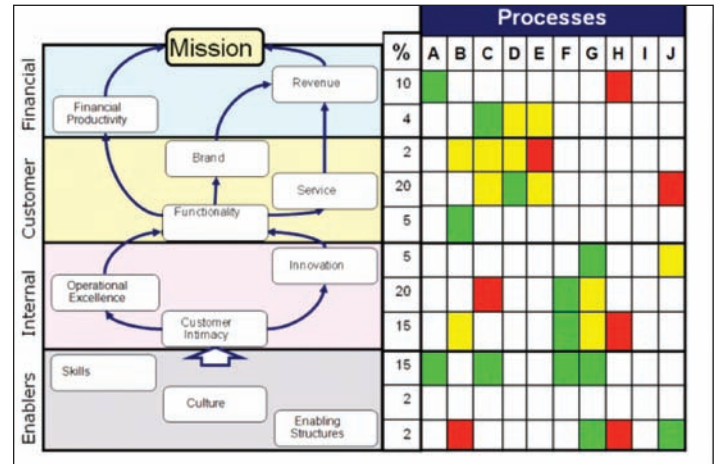 Processes
Mission
% A B C D E F G H I J
Financial
Revenue
10
Financial
Productivity
4
Customer
Brand
2
Service
20
Functionality
5
Internal
Innovation
5
Operational
Excellence
20
Customer
Intimacy
15
Enablers
Skills
15
Culture
2
Enabling
Structures
2